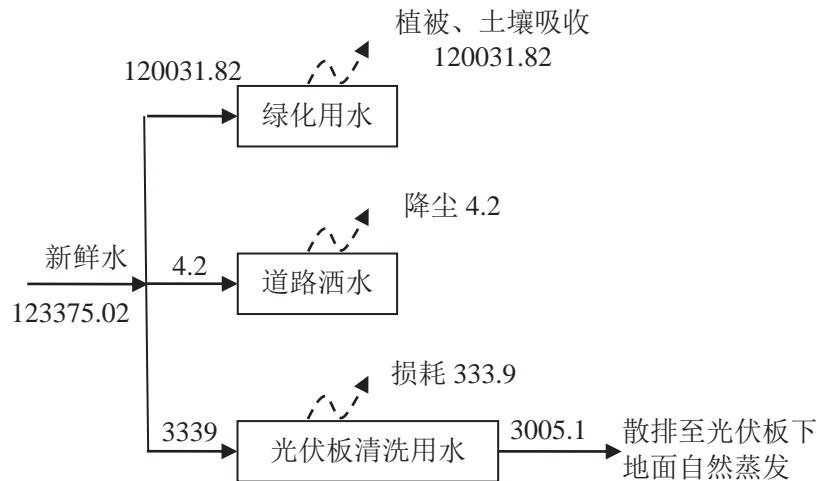 植被、土壤吸收
120031.82
120031.82
绿化用水
降尘 4.2
新鲜水
4.2
道路洒水
123375.02
损耗 333.9
3339
光伏板清洗用水
3005.1
散排至光伏板下
地面自然蒸发